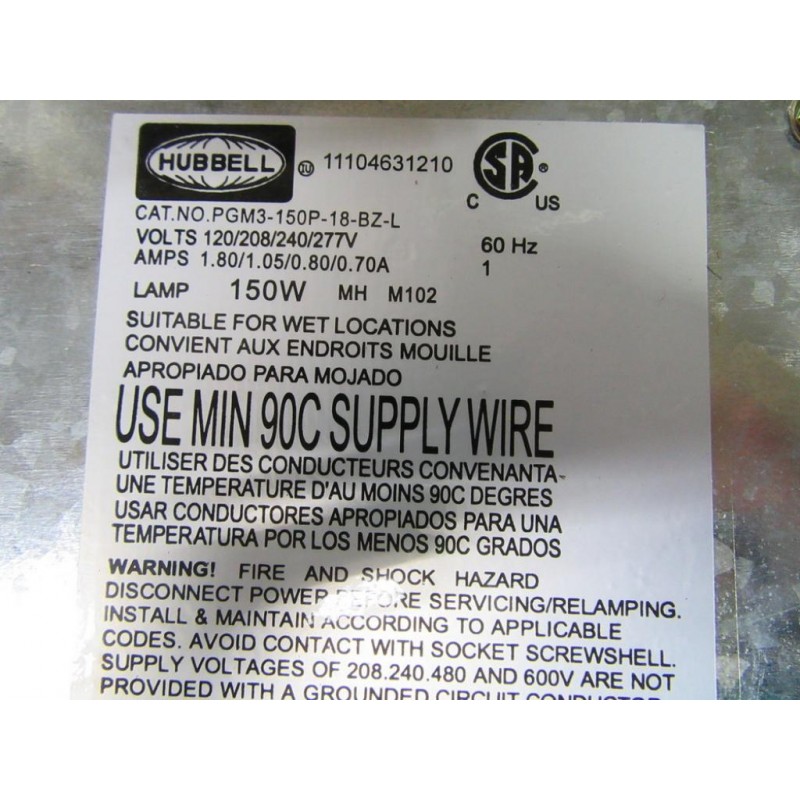 HUBBELL 11104631210 SA ®
C US
CAT.NO.PGM3-150P-18-BZ-L
VOLTS 120/208/240/277V 60 Hz
AMPS 1.80/1.05/0.80/0.70A 1
LAMP 150W MH M102
SUITABLE FOR WET LOCATIONS
CONVIENT AUX ENDROITS MOUILLE
APROPIADO PARA MOJADO
USE MIN 90C SUPPLY WIRE
UTILISER DES CONDUCTEURS CONVENANTA-
UNE TEMPERATURE D'AU MOINS 90C DEGRES
USAR CONDUCTORES APROPIADOS PARA UNA
TEMPERATURA POR LOS MENOS 90C GRADOS
WARNING! FIRE AND SHOCK HAZARD
DISCONNECT POWER BEFORE SERVICING/RELAMPING.
INSTALL & MAINTAIN ACCORDING TO APPLICABLE
CODES. AVOID CONTACT WITH SOCKET SCREWSHELL.
SUPPLY VOLTAGES OF 208.240.480 AND 600V ARE NOT
PROVIDED WITH A GROUNDED CIRCUIT CONDUCTOR